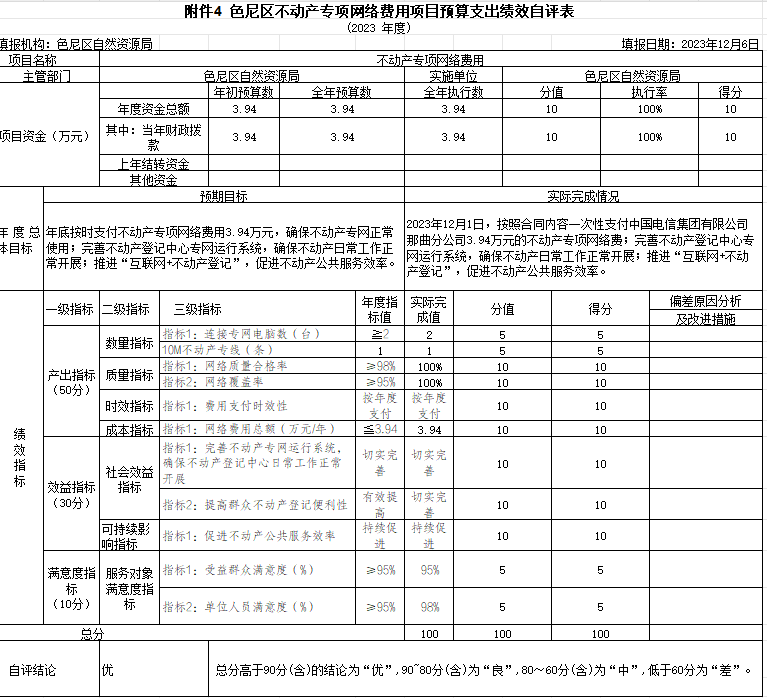 附件4 色尼区不动产专项网络费用项目预算支出绩效自评表
(2023 年度)
填报机构：色尼区自然资源局 填报日期：2023年12月6日
项目名称 不动产专项网络费用
主管部门 色尼区自然资源局 实施单位 色尼区自然资源局
项目资金（万元） 年初预算数 全年预算数 全年执行数 分值 执行率 得分
年度资金总额 3.94 3.94 3.94 10 100% 10
其中：当年财政拨
款 3.94 3.94 3.94 10 100% 10
上年结转资金
其他资金
年度总
体目标 预期目标 实际完成情况
年底按时支付不动产专项网络费用3.94万元，确保不动产专网正常
使用；完善不动产登记中心专网运行系统，确保不动产日常工作正
常开展；推进“互联网+不动产登记”，促进不动产公共服务效率。
2023年12月1日，按照合同内容一次性支付中国电信集团有限公司
那曲分公司3.94万元的不动产专项网络费；完善不动产登记中心专
网运行系统，确保不动产日常工作正常开展；推进“互联网+不动
产登记”，促进不动产公共服务效率。
绩
效
指
标
一级指标 二级指标 三级指标 年度指
标值 实际完
成值 分值 得分 偏差原因分析
及改进措施
产出指标
（50分）
数量指标 指标1：连接专网电脑数（台） ≧2 2 5 5
10M不动产专线（条） 1 1 5 5
质量指标 指标1：网络质量合格率 ≥98% 100% 10 10
指标2：网络覆盖率 ≥95% 100% 10 10
时效指标 指标1：费用支付时效性 按年度
支付 按年度
支付 10 10
成本指标 指标1：网络费用总额（万元/年） ≦3.94 3.94 10 10
效益指标
（30分）
社会效益
指标
指标1：完善不动产专网运行系统，
确保不动产登记中心日常工作正常
开展 切实完
善 切实完
善 10 10
指标2：提高群众不动产登记便利性 有效提
高 切实完
善 10 10
可持续影
响指标 指标1：促进不动产公共服务效率 持续促
进 持续促
进 10 10
满意度指
标
（10分）
服务对象
满意度指
标
指标1：受益群众满意度（%） ≥95% 95% 5 5
指标2：单位人员满意度（%） ≥95% 98% 5 5
总分 100 100 100
自评结论 优 总分高于90分(含)的结论为“优”，90~80分(含)为“良”，80～60分(含)为“中”，低于60分为“差”。